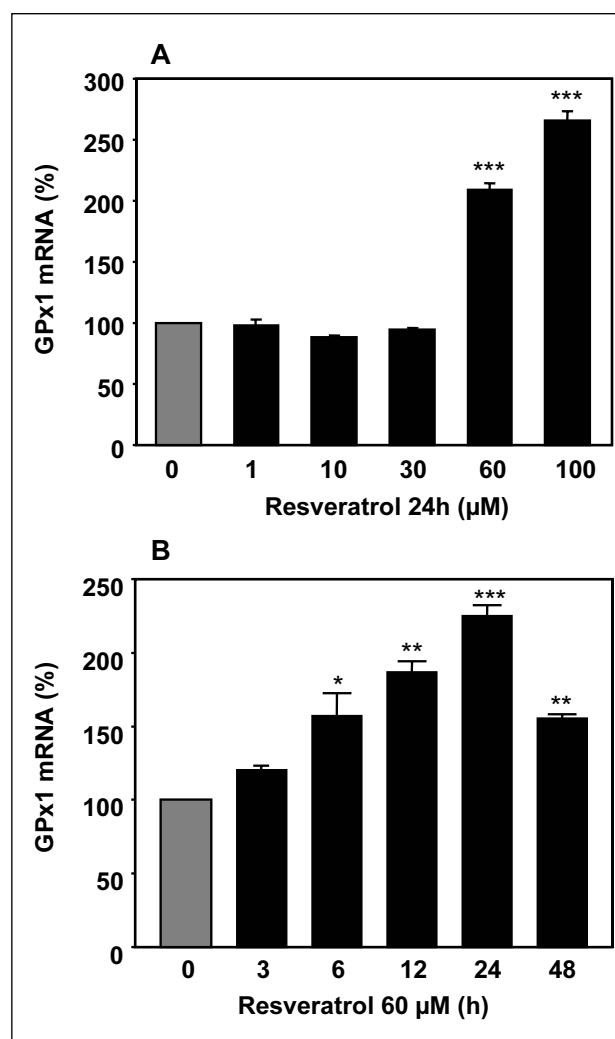 A
300
250
200
150
100
50
0
GPx1 mRNA (%)
***
***
0 1 10 30 60 100
Resveratrol 24h (µM)
B
250
200
150
100
50
0
GPx1 mRNA (%)
*
**
***
**
0 3 6 12 24 48
Resveratrol 60 µM (h)